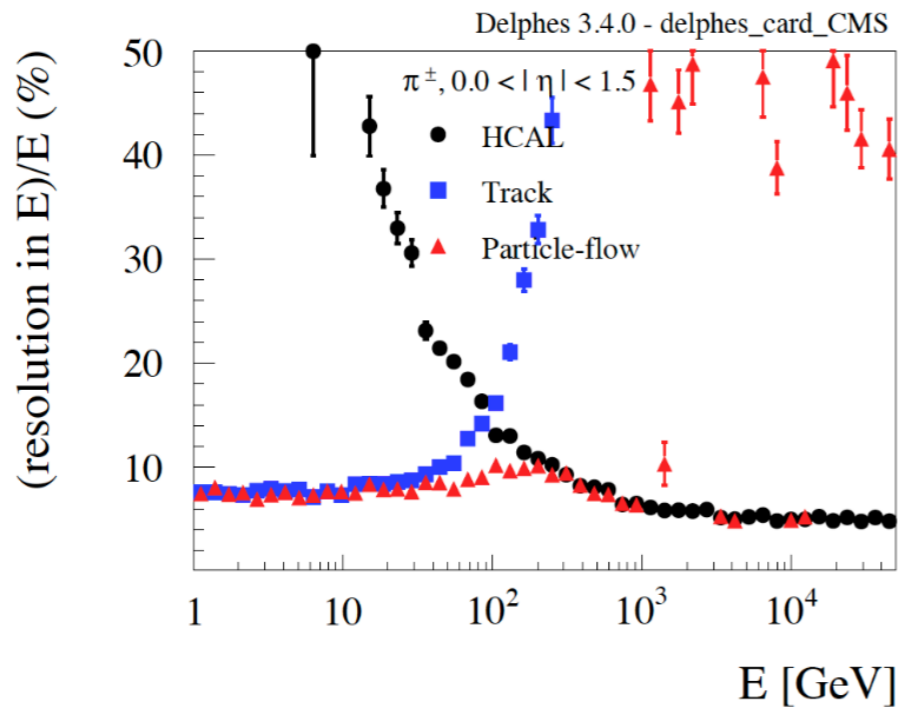 Delphes 3.4.0 - delphes_card_CMS
(resolution in E)/E (%)
50
40
30
20
10
π±, 0.0 < | η | < 1.5
HCAL
Track
Particle-flow
1 10 10² 10³ 10⁴
E [GeV]